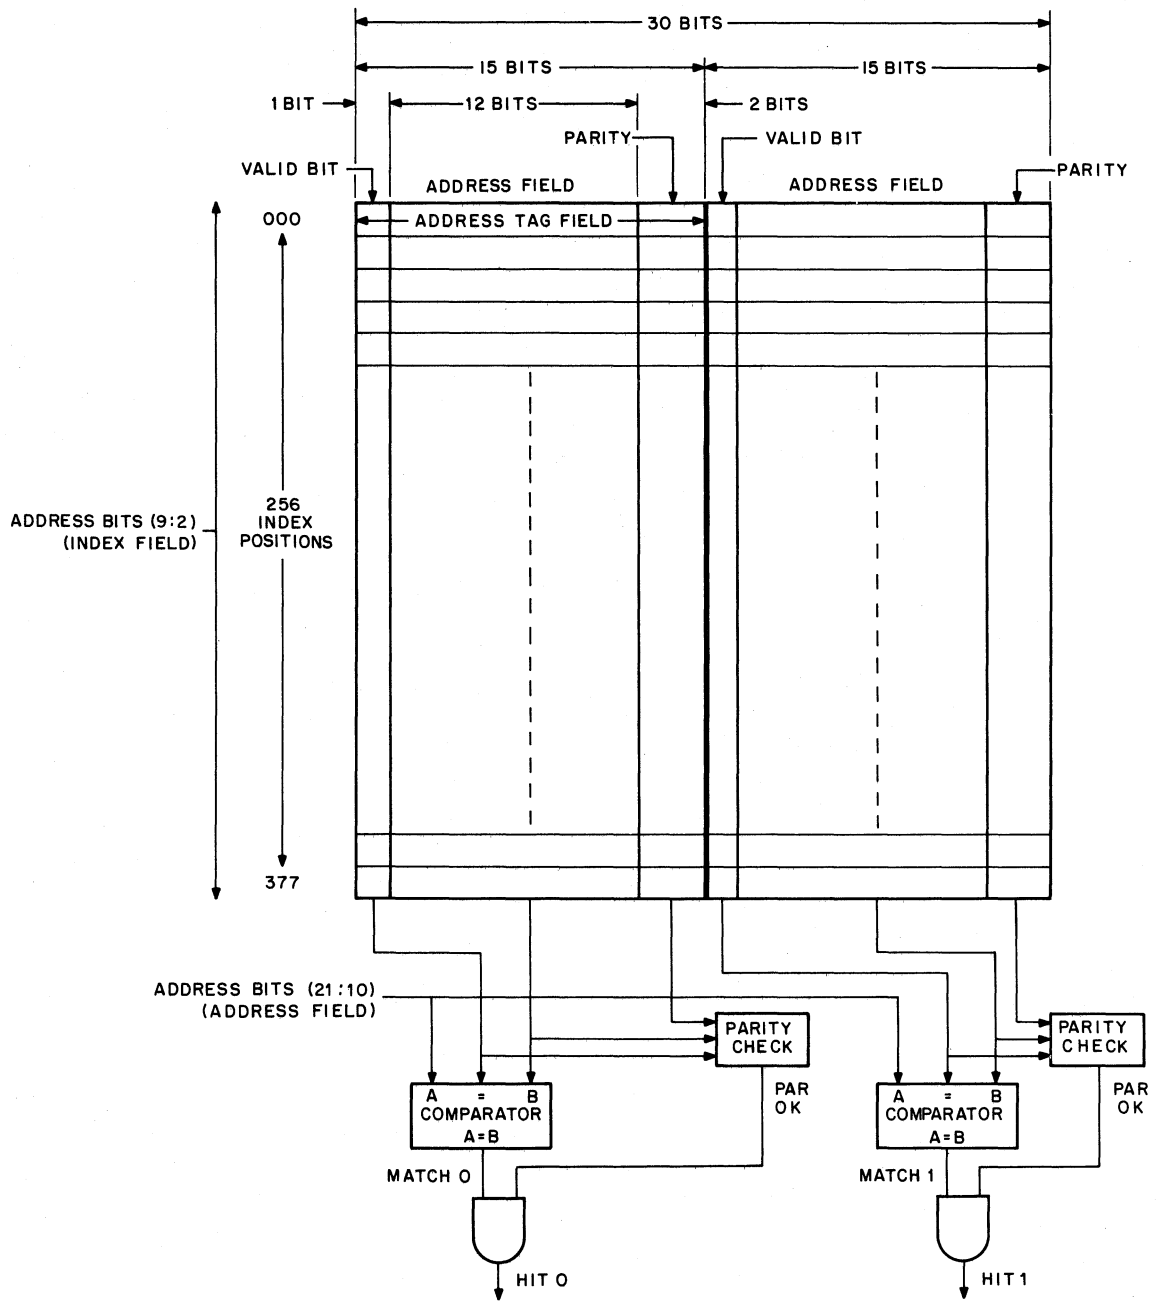 30 BITS
15 BITS
15 BITS
1 BIT
12 BITS
2 BITS
PARITY
VALID BIT
VALID BIT
PARITY
ADDRESS FIELD
ADDRESS FIELD
000
ADDRESS TAG FIELD
256
INDEX
POSITIONS
ADDRESS BITS (9:2)
(INDEX FIELD)
377
ADDRESS BITS (21:10)
(ADDRESS FIELD)
PARITY
CHECK
PARITY
CHECK
PAR
OK
PAR
OK
A = B
COMPARATOR
A=B
A = B
COMPARATOR
A=B
MATCH 0
MATCH 1
HIT 0
HIT 1